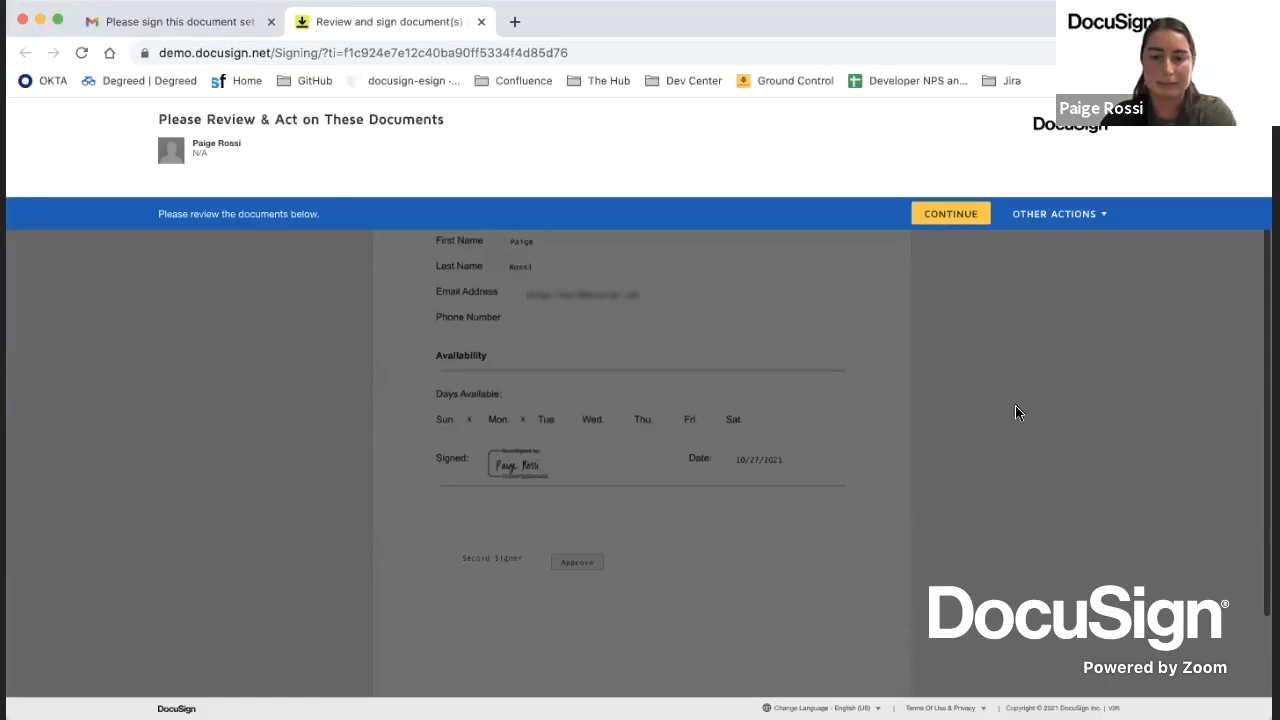 Please sign this document set
Review and sign document(s)
demo.docusign.net/Signing/?ti=f1c924e7e12c40ba90ff5334f4d85d76
OKTA Degreed | Degreed Home GitHub docusign-esign -... Confluence The Hub Dev Center Ground Control Developer NPS an... Jira
DocuSign
Paige Rossi
Please Review & Act on These Documents
DocuSign
Paige Rossi
N/A
Please review the documents below.
CONTINUE
OTHER ACTIONS
First Name Paige
Last Name Rossi
Email Address
Phone Number
Availability
Days Available:
Sun x Mon. x Tue. Wed. Thu. Fri. Sat.
Signed: Paige Rossi Date: 10/27/2021
Second Signer Approve
DocuSign®
Powered by Zoom
DocuSign Change Language - English (US) | Terms Of Use & Privacy | Copyright © 2021 DocuSign Inc. | V2R